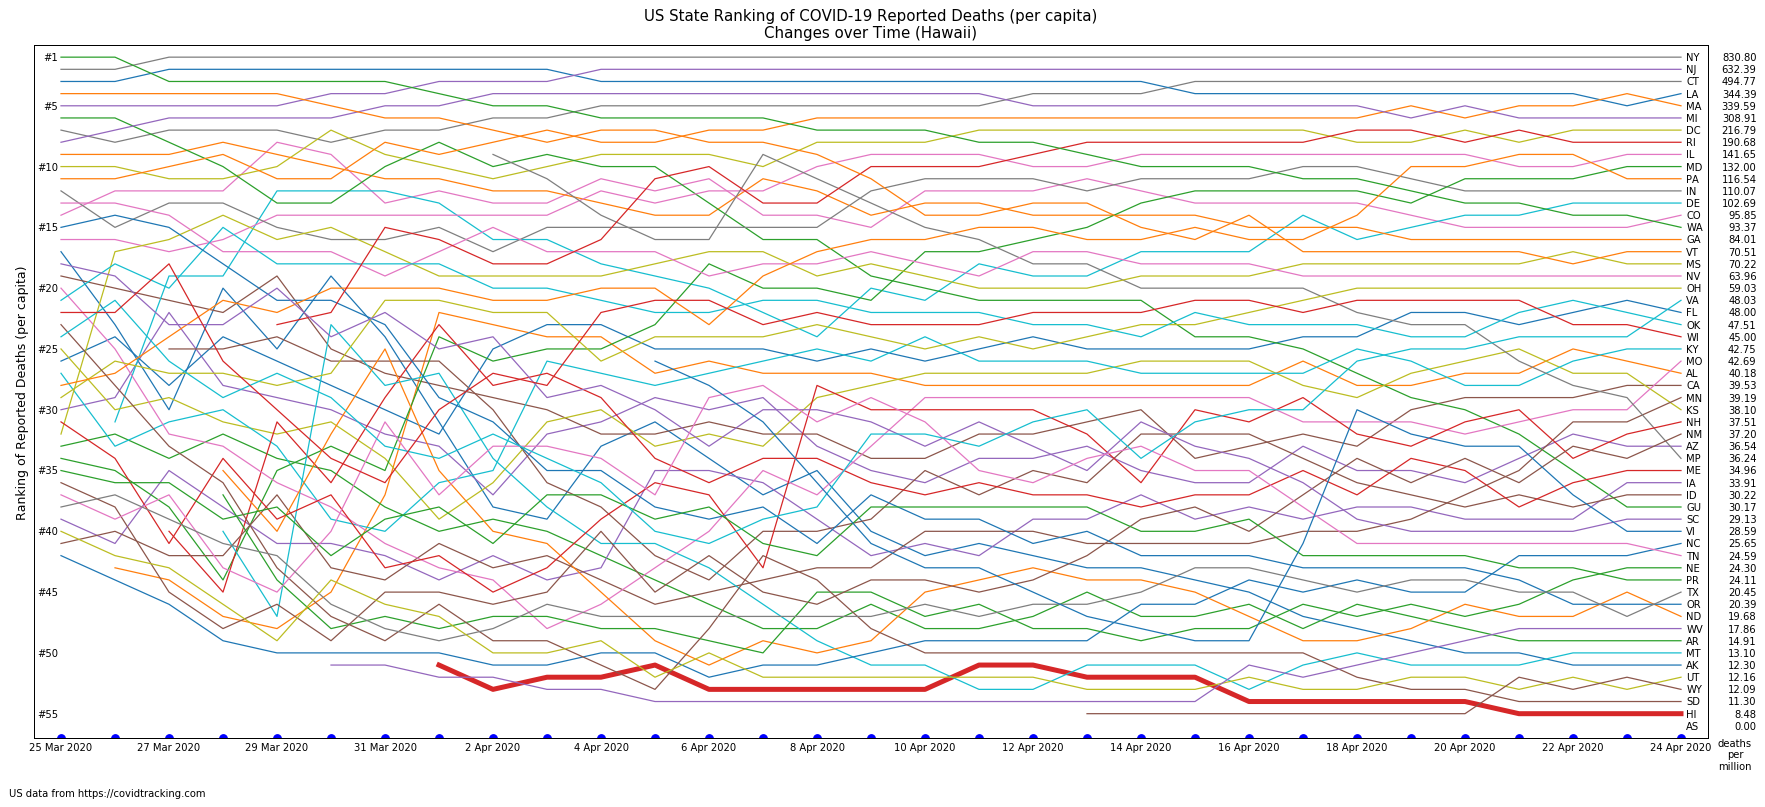 US State Ranking of COVID-19 Reported Deaths (per capita)
Changes over Time (Hawaii)
Ranking of Reported Deaths (per capita)
#1
#5
#10
#15
#20
#25
#30
#35
#40
#45
#50
#55
NY 830.80
NJ 632.39
CT 494.77
LA 344.39
MA 339.59
MI 308.91
DC 216.79
RI 190.68
IL 141.65
MD 132.00
PA 116.54
IN 110.07
DE 102.69
CO 95.85
WA 93.37
GA 84.01
VT 70.51
MS 70.22
NV 63.96
OH 59.03
VA 48.03
FL 48.00
OK 47.51
WI 45.00
KY 42.75
MO 42.69
AL 40.18
CA 39.53
MN 39.19
KS 38.10
NH 37.51
NM 37.20
AZ 36.54
MP 36.24
ME 34.96
IA 33.91
ID 30.22
GU 30.17
SC 29.13
VI 28.59
NC 25.65
TN 24.59
NE 24.30
PR 24.11
TX 20.45
OR 20.39
ND 19.68
WV 17.86
AR 14.91
MT 13.10
AK 12.30
UT 12.16
WY 12.09
SD 11.30
HI 8.48
AS 0.00
25 Mar 2020 27 Mar 2020 29 Mar 2020 31 Mar 2020 2 Apr 2020 4 Apr 2020 6 Apr 2020 8 Apr 2020 10 Apr 2020 12 Apr 2020 14 Apr 2020 16 Apr 2020 18 Apr 2020 20 Apr 2020 22 Apr 2020 24 Apr 2020
deaths
per
million
US data from https://covidtracking.com